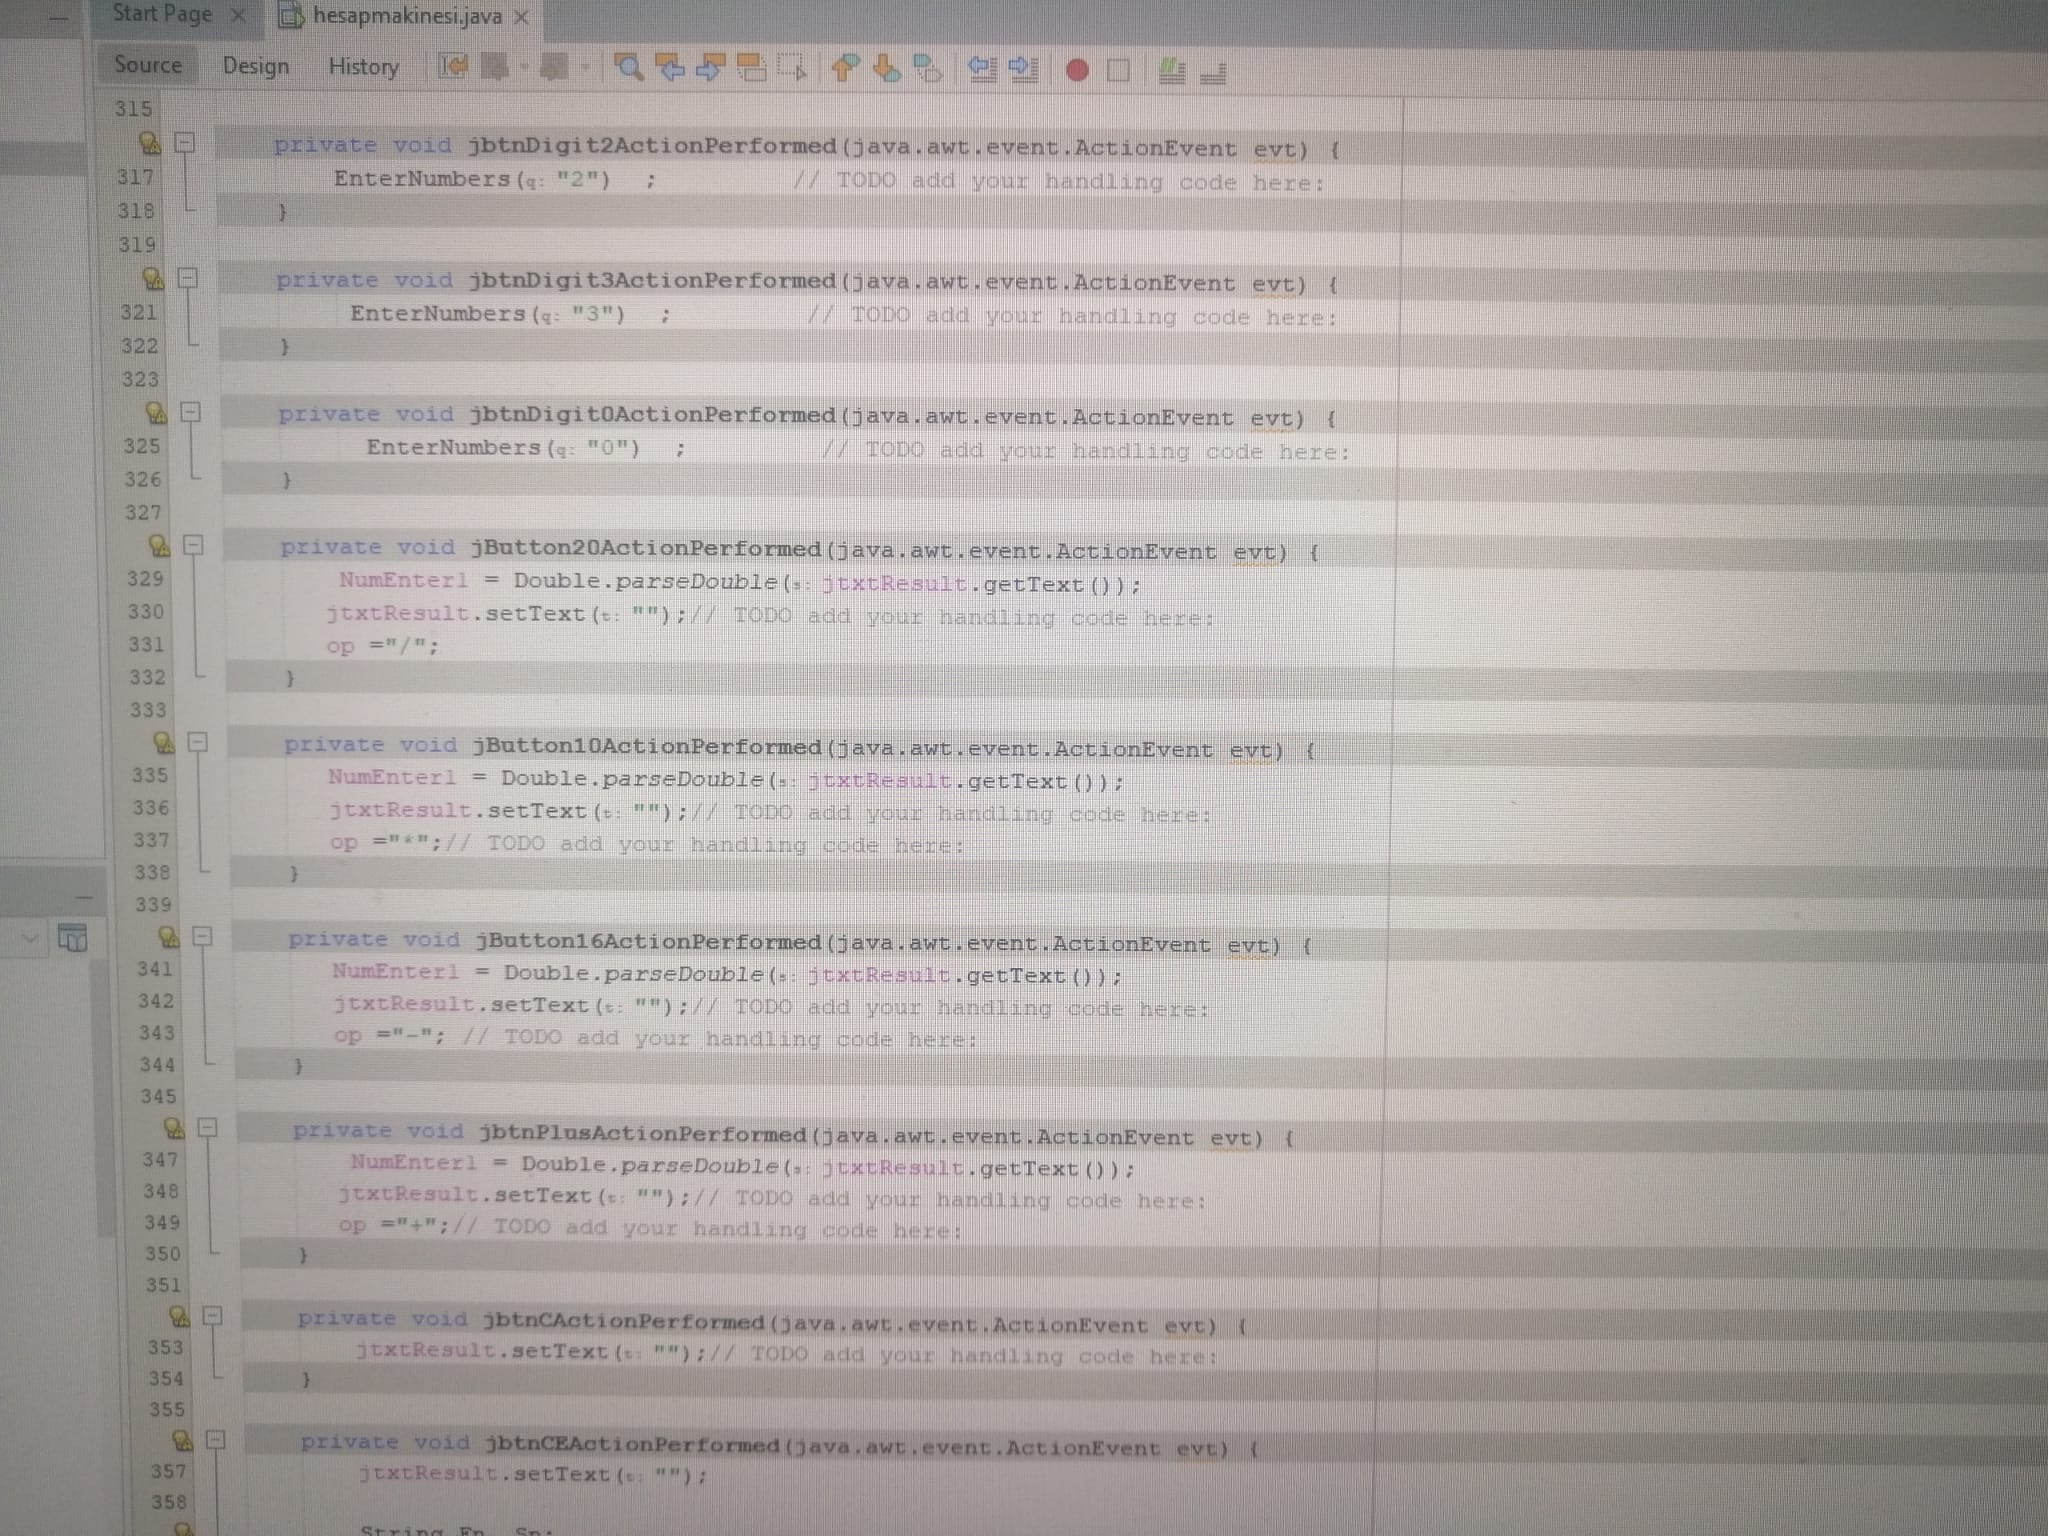 Start Page
hesapmakinesi.java
Source Design History
315
private void jbtnDigit2ActionPerformed(java.awt.event.ActionEvent evt) {
317 EnterNumbers(q: "2") ; // TODO add your handling code here:
318 }
319
private void jbtnDigit3ActionPerformed(java.awt.event.ActionEvent evt) {
321 EnterNumbers(q: "3") ; // TODO add your handling code here:
322 }
323
private void jbtnDigit0ActionPerformed(java.awt.event.ActionEvent evt) {
325 EnterNumbers(q: "0") ; // TODO add your handling code here:
326 }
327
private void jButton20ActionPerformed(java.awt.event.ActionEvent evt) {
329 NumEnter1 = Double.parseDouble(s: jtxtResult.getText());
330 jtxtResult.setText(t: "");// TODO add your handling code here:
331 op ="/";
332 }
333
private void jButton10ActionPerformed(java.awt.event.ActionEvent evt) {
335 NumEnter1 = Double.parseDouble(s: jtxtResult.getText());
336 jtxtResult.setText(t: "");// TODO add your handling code here:
337 op ="*";// TODO add your handling code here:
338 }
339
private void jButton16ActionPerformed(java.awt.event.ActionEvent evt) {
341 NumEnter1 = Double.parseDouble(s: jtxtResult.getText());
342 jtxtResult.setText(t: "");// TODO add your handling code here:
343 op ="-"; // TODO add your handling code here:
344 }
345
private void jbtnPlusActionPerformed(java.awt.event.ActionEvent evt) {
347 NumEnter1 = Double.parseDouble(s: jtxtResult.getText());
348 jtxtResult.setText(t: "");// TODO add your handling code here:
349 op ="+";// TODO add your handling code here:
350 }
351
private void jbtnCActionPerformed(java.awt.event.ActionEvent evt) {
353 jtxtResult.setText(t: "");// TODO add your handling code here:
354 }
355
private void jbtnCEActionPerformed(java.awt.event.ActionEvent evt) {
357 jtxtResult.setText(t: "");
358
String